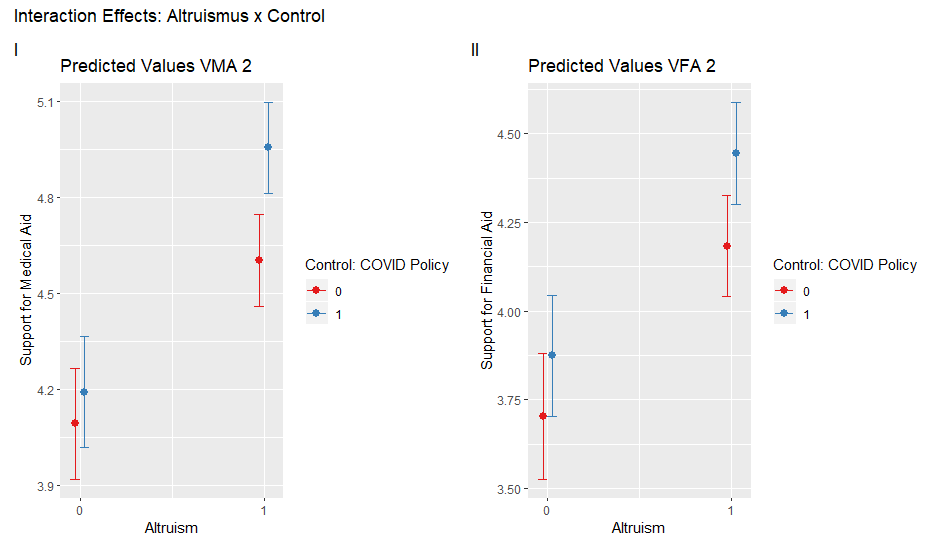 Interaction Effects: Altruismus x Control
I
Predicted Values VMA 2
5.1
4.8
4.5
4.2
3.9
Support for Medical Aid
0
1
Altruism
Control: COVID Policy
0
1
II
Predicted Values VFA 2
4.50
4.25
4.00
3.75
3.50
Support for Financial Aid
0
1
Altruism
Control: COVID Policy
0
1